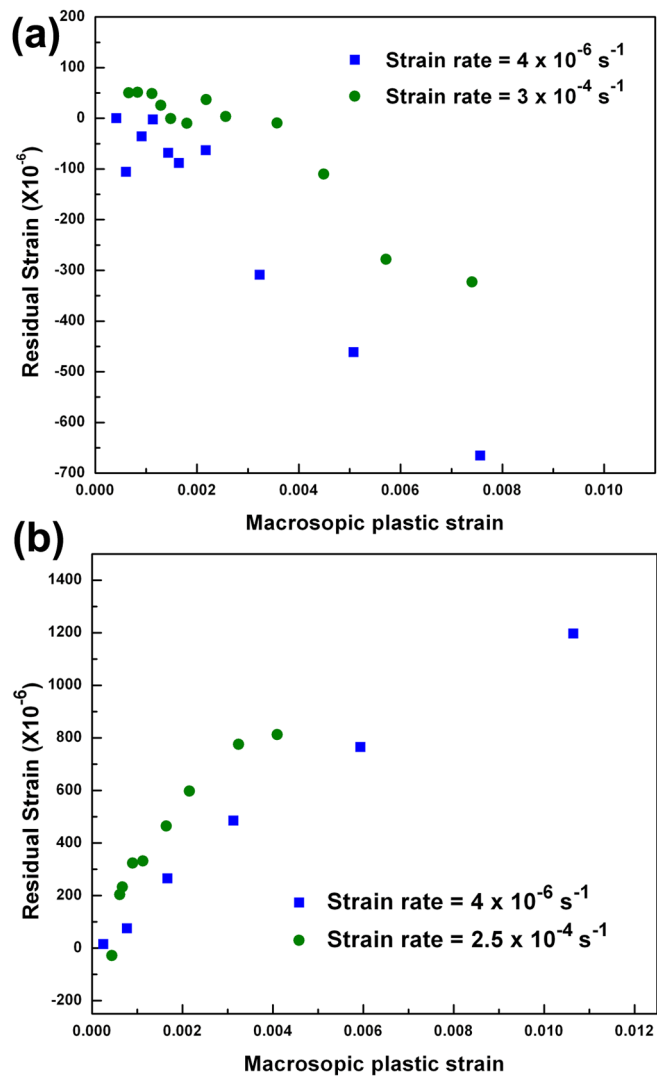 (a)
200
100
0
-100
-200
-300
-400
-500
-600
-700
Residual Strain (X10⁻⁶)
Strain rate = 4 x 10⁻⁶ s⁻¹
Strain rate = 3 x 10⁻⁴ s⁻¹
0.000 0.002 0.004 0.006 0.008 0.010
Macrosopic plastic strain
(b)
1400
1200
1000
800
600
400
200
0
-200
Residual Strain (X10⁻⁶)
Strain rate = 4 x 10⁻⁶ s⁻¹
Strain rate = 2.5 x 10⁻⁴ s⁻¹
0.000 0.002 0.004 0.006 0.008 0.010 0.012
Macrosopic plastic strain